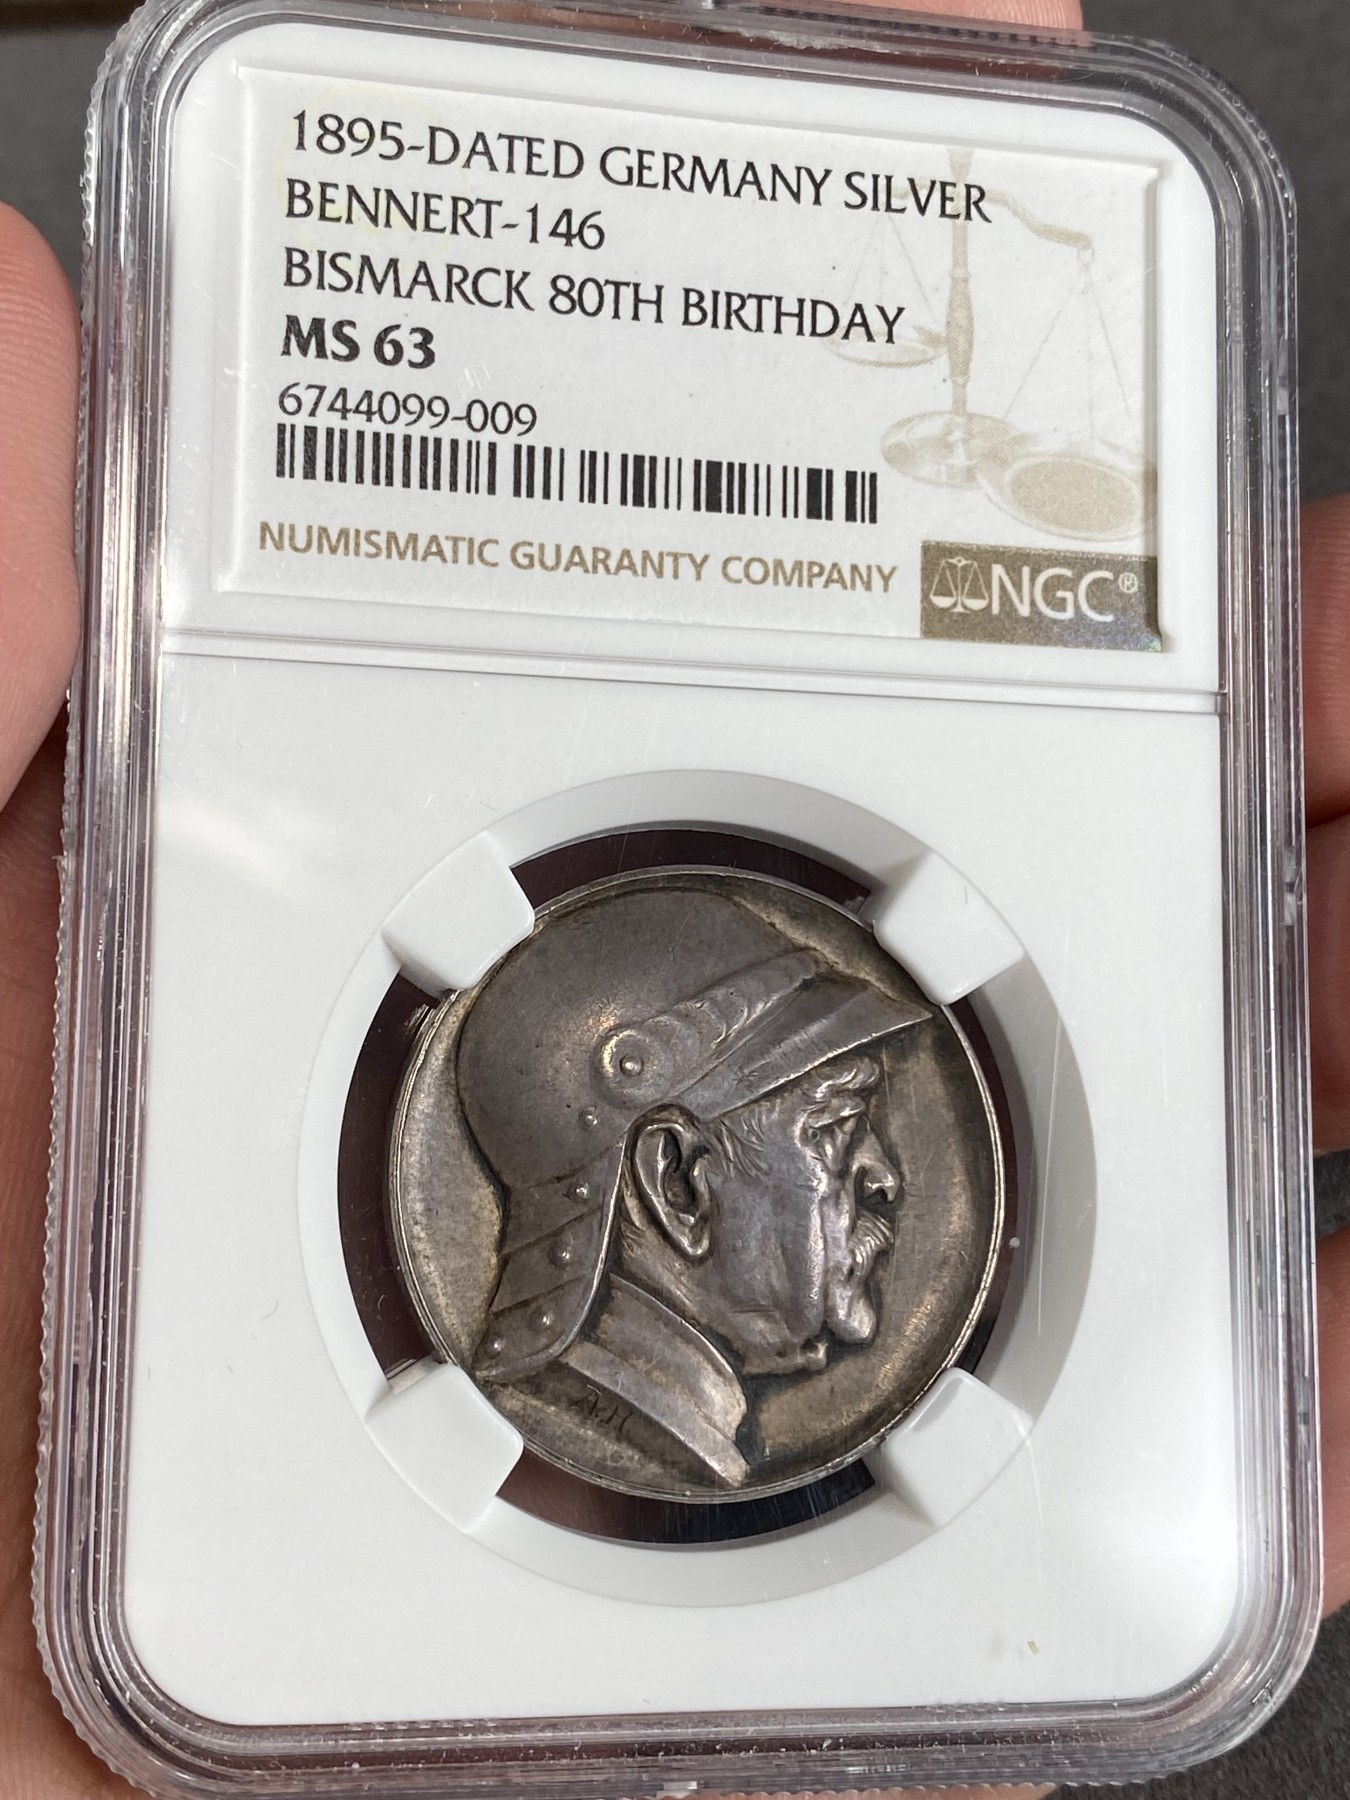 1895-DATED GERMANY SILVER
BENNERT-146
BISMARCK 80TH BIRTHDAY
MS 63
6744099-009
NUMISMATIC GUARANTY COMPANY
NGC®
A.H